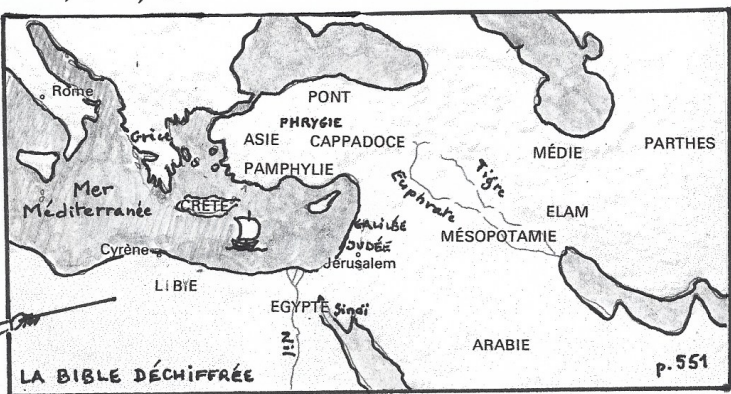 Rome
PONT
PHRYGIE
Grèce
ASIE
CAPPADOCE
MÉDIE
PARTHES
PAMPHYLIE
Tigre
Euphrate
Mer
Méditerranée
CRÈTE
ELAM
GALILÉE
MÉSOPOTAMIE
JUDÉE
Cyrène
Jérusalem
LiBÏE
EGYPTE
Sinaï
Nil
ARABIE
LA BIBLE DÉCHIFFRÉE
p.551